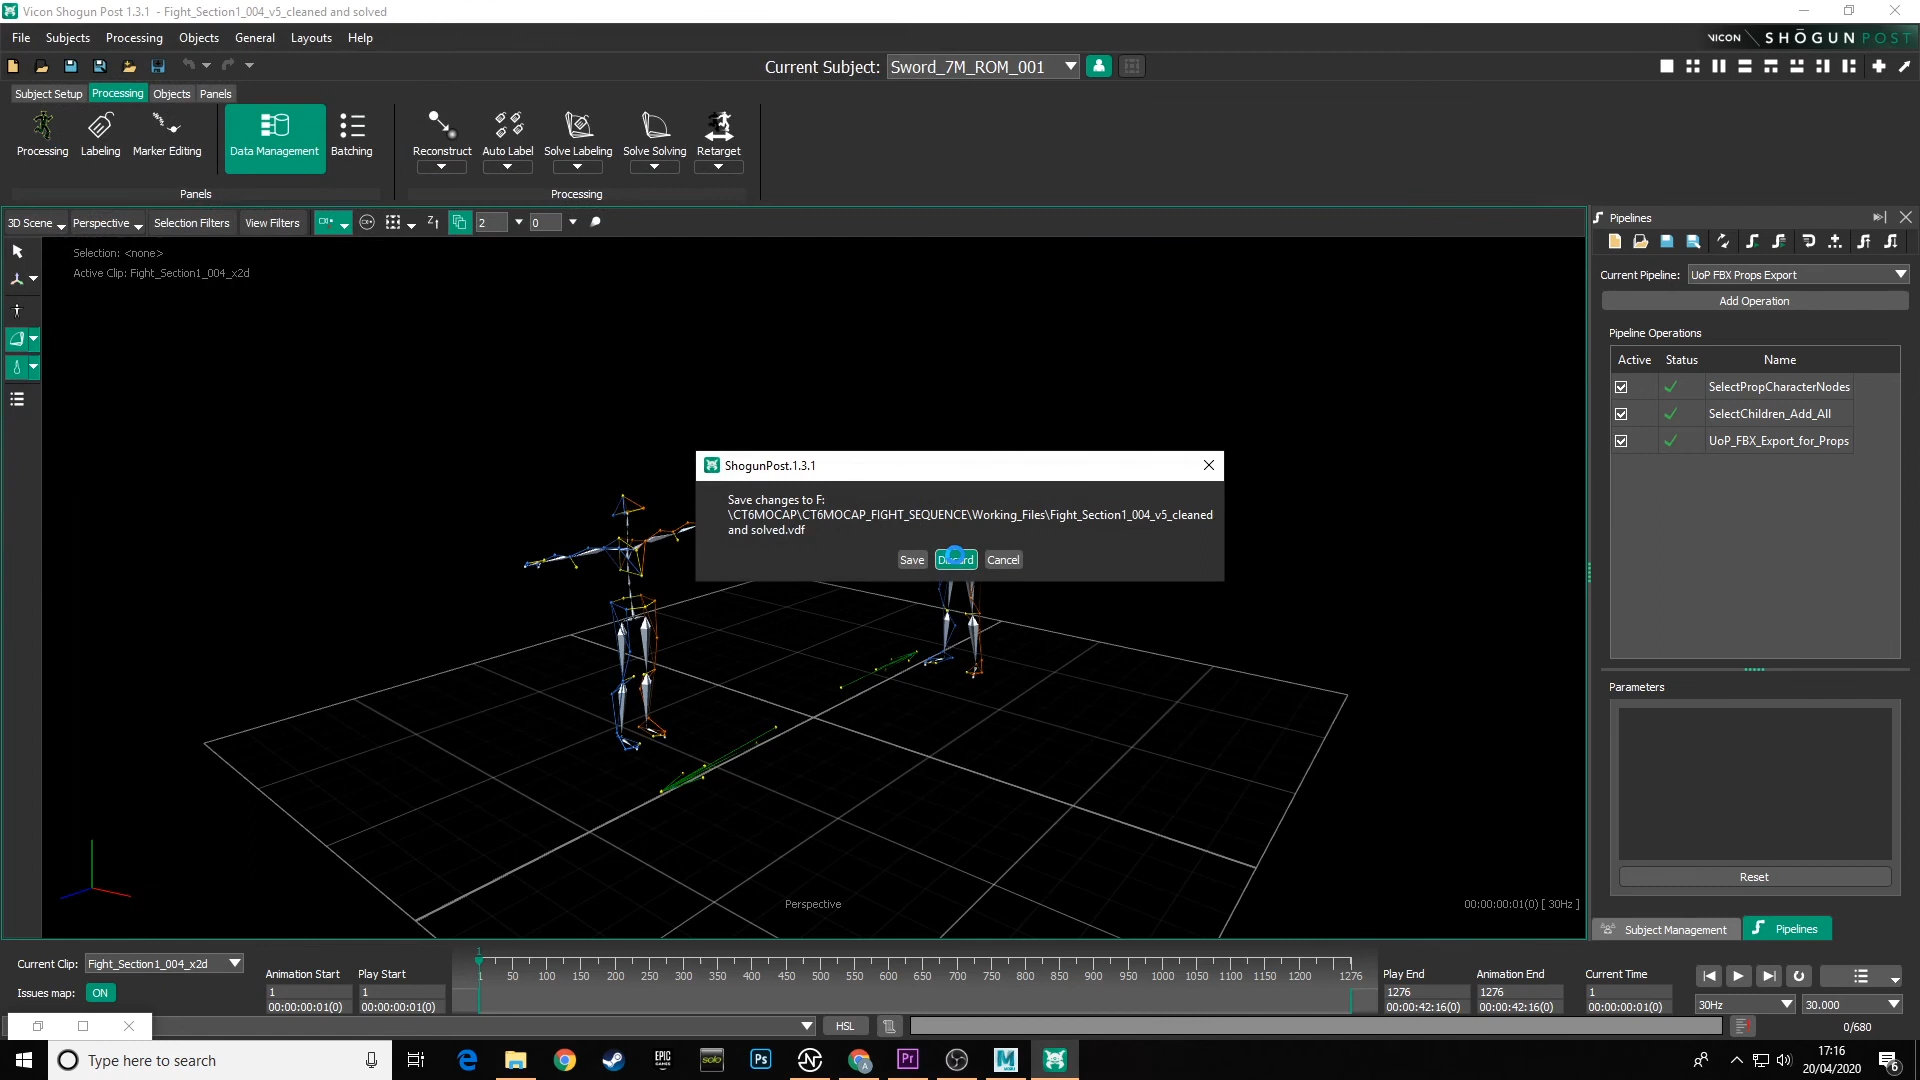 Vicon Shogun Post 1.3.1 - Fight_Section1_004_v5_cleaned and solved
File Subjects Processing Objects General Layouts Help
VICON SHŌGUN POST
Current Subject: Sword_7M_ROM_001
Subject Setup Processing Objects Panels
Processing Labeling Marker Editing Data Management Batching Reconstruct Auto Label Solve Labeling Solve Solving Retarget
Panels Processing
3D Scene Perspective Selection Filters View Filters 2 0
Selection: <none>
Active Clip: Fight_Section1_004_x2d
Pipelines
Current Pipeline: UoP FBX Props Export
Add Operation
Pipeline Operations
Active Status Name
SelectPropCharacterNodes
SelectChildren_Add_All
UoP_FBX_Export_for_Props
ShogunPost.1.3.1
Save changes to F:
\CT6MOCAP\CT6MOCAP_FIGHT_SEQUENCE\Working_Files\Fight_Section1_004_v5_cleaned
and solved.vdf
Save Discard Cancel
Parameters
Reset
Perspective
00:00:00:01(0) [ 30Hz ]
Subject Management Pipelines
Current Clip: Fight_Section1_004_x2d
Issues map: ON
Animation Start Play Start
1 1
00:00:00:01(0) 00:00:00:01(0)
1
1 50 100 150 200 250 300 350 400 450 500 550 600 650 700 750 800 850 900 950 1000 1050 1100 1150 1200 1276
Play End Animation End Current Time
1276 1276 1
00:00:42:16(0) 00:00:42:16(0) 00:00:00:01(0)
30Hz 30.000
HSL
0/680
Type here to search
EPIC GAMES
solo
Ps
Pr
M
17:16
20/04/2020
6